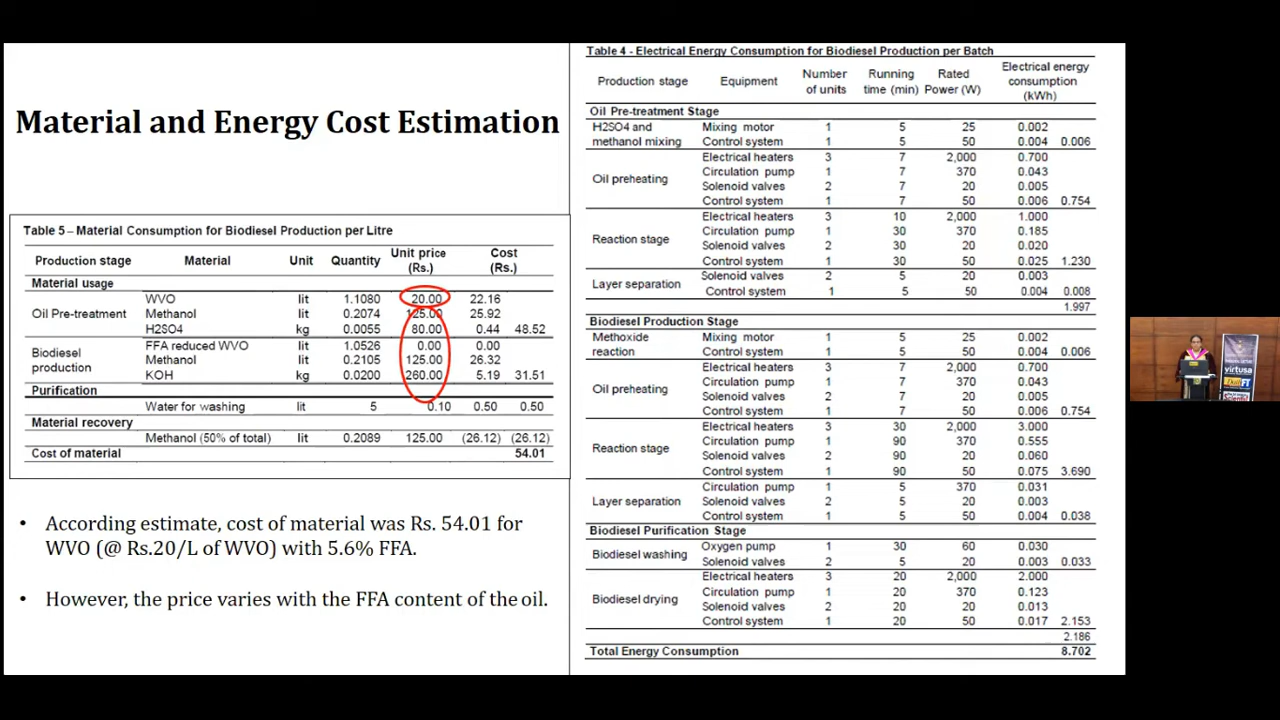 Material and Energy Cost Estimation
Table 5 – Material Consumption for Biodiesel Production per Litre
Production stage Material Unit Quantity Unit price (Rs.) Cost (Rs.)
Material usage
Oil Pre-treatment
WVO lit 1.1080 20.00 22.16
Methanol lit 0.2074 125.00 25.92
H2SO4 kg 0.0055 80.00 0.44 48.52
Biodiesel production
FFA reduced WVO lit 1.0526 0.00 0.00
Methanol lit 0.2105 125.00 26.32
KOH kg 0.0200 260.00 5.19 31.51
Purification
Water for washing lit 5 0.10 0.50 0.50
Material recovery
Methanol (50% of total) lit 0.2089 125.00 (26.12) (26.12)
Cost of material 54.01
• According estimate, cost of material was Rs. 54.01 for
WVO (@ Rs.20/L of WVO) with 5.6% FFA.
• However, the price varies with the FFA content of the oil.
Table 4 - Electrical Energy Consumption for Biodiesel Production per Batch
Production stage Equipment Number of units Running time (min) Rated Power (W) Electrical energy consumption (kWh)
Oil Pre-treatment Stage
H2SO4 and methanol mixing
Mixing motor 1 5 25 0.002
Control system 1 5 50 0.004 0.006
Oil preheating
Electrical heaters 3 7 2,000 0.700
Circulation pump 1 7 370 0.043
Solenoid valves 2 7 20 0.005
Control system 1 7 50 0.006 0.754
Reaction stage
Electrical heaters 3 10 2,000 1.000
Circulation pump 1 30 370 0.185
Solenoid valves 2 30 20 0.020
Control system 1 30 50 0.025 1.230
Layer separation
Solenoid valves 2 5 20 0.003
Control system 1 5 50 0.004 0.008
1.997
Biodiesel Production Stage
Methoxide reaction
Mixing motor 1 5 25 0.002
Control system 1 5 50 0.004 0.006
Oil preheating
Electrical heaters 3 7 2,000 0.700
Circulation pump 1 7 370 0.043
Solenoid valves 2 7 20 0.005
Control system 1 7 50 0.006 0.754
Reaction stage
Electrical heaters 3 30 2,000 3.000
Circulation pump 1 90 370 0.555
Solenoid valves 2 90 20 0.060
Control system 1 90 50 0.075 3.690
Layer separation
Circulation pump 1 5 370 0.031
Solenoid valves 2 5 20 0.003
Control system 1 5 50 0.004 0.038
Biodiesel Purification Stage
Biodiesel washing
Oxygen pump 1 30 60 0.030
Solenoid valves 2 5 20 0.003 0.033
Biodiesel drying
Electrical heaters 3 20 2,000 2.000
Circulation pump 1 20 370 0.123
Solenoid valves 2 20 20 0.013
Control system 1 20 50 0.017 2.153
2.186
Total Energy Consumption 8.702
virtusa